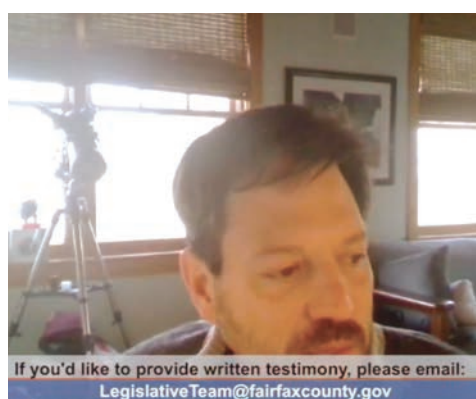 If you'd like to provide written testimony, please email:
LegislativeTeam@fairfaxcounty.gov